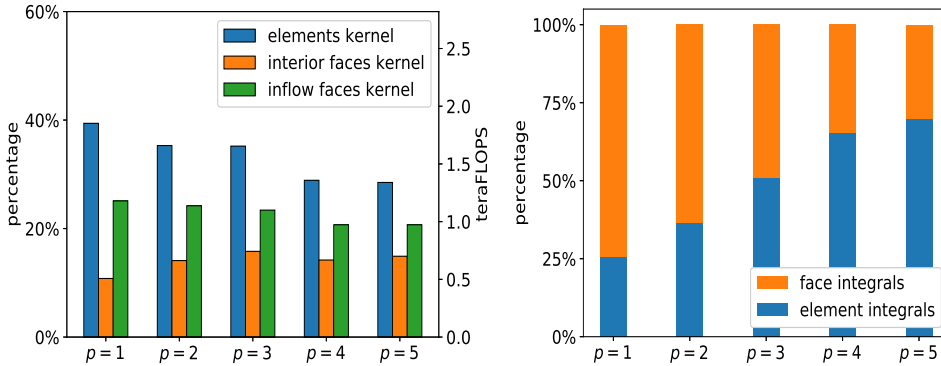 60%
40%
20%
0%
percentage
elements kernel
interior faces kernel
inflow faces kernel
2.5
2.0
1.5
1.0
0.5
0.0
teraFLOPS
p = 1
p = 2
p = 3
p = 4
p = 5
100%
75%
50%
25%
0%
percentage
face integrals
element integrals
p = 1
p = 2
p = 3
p = 4
p = 5